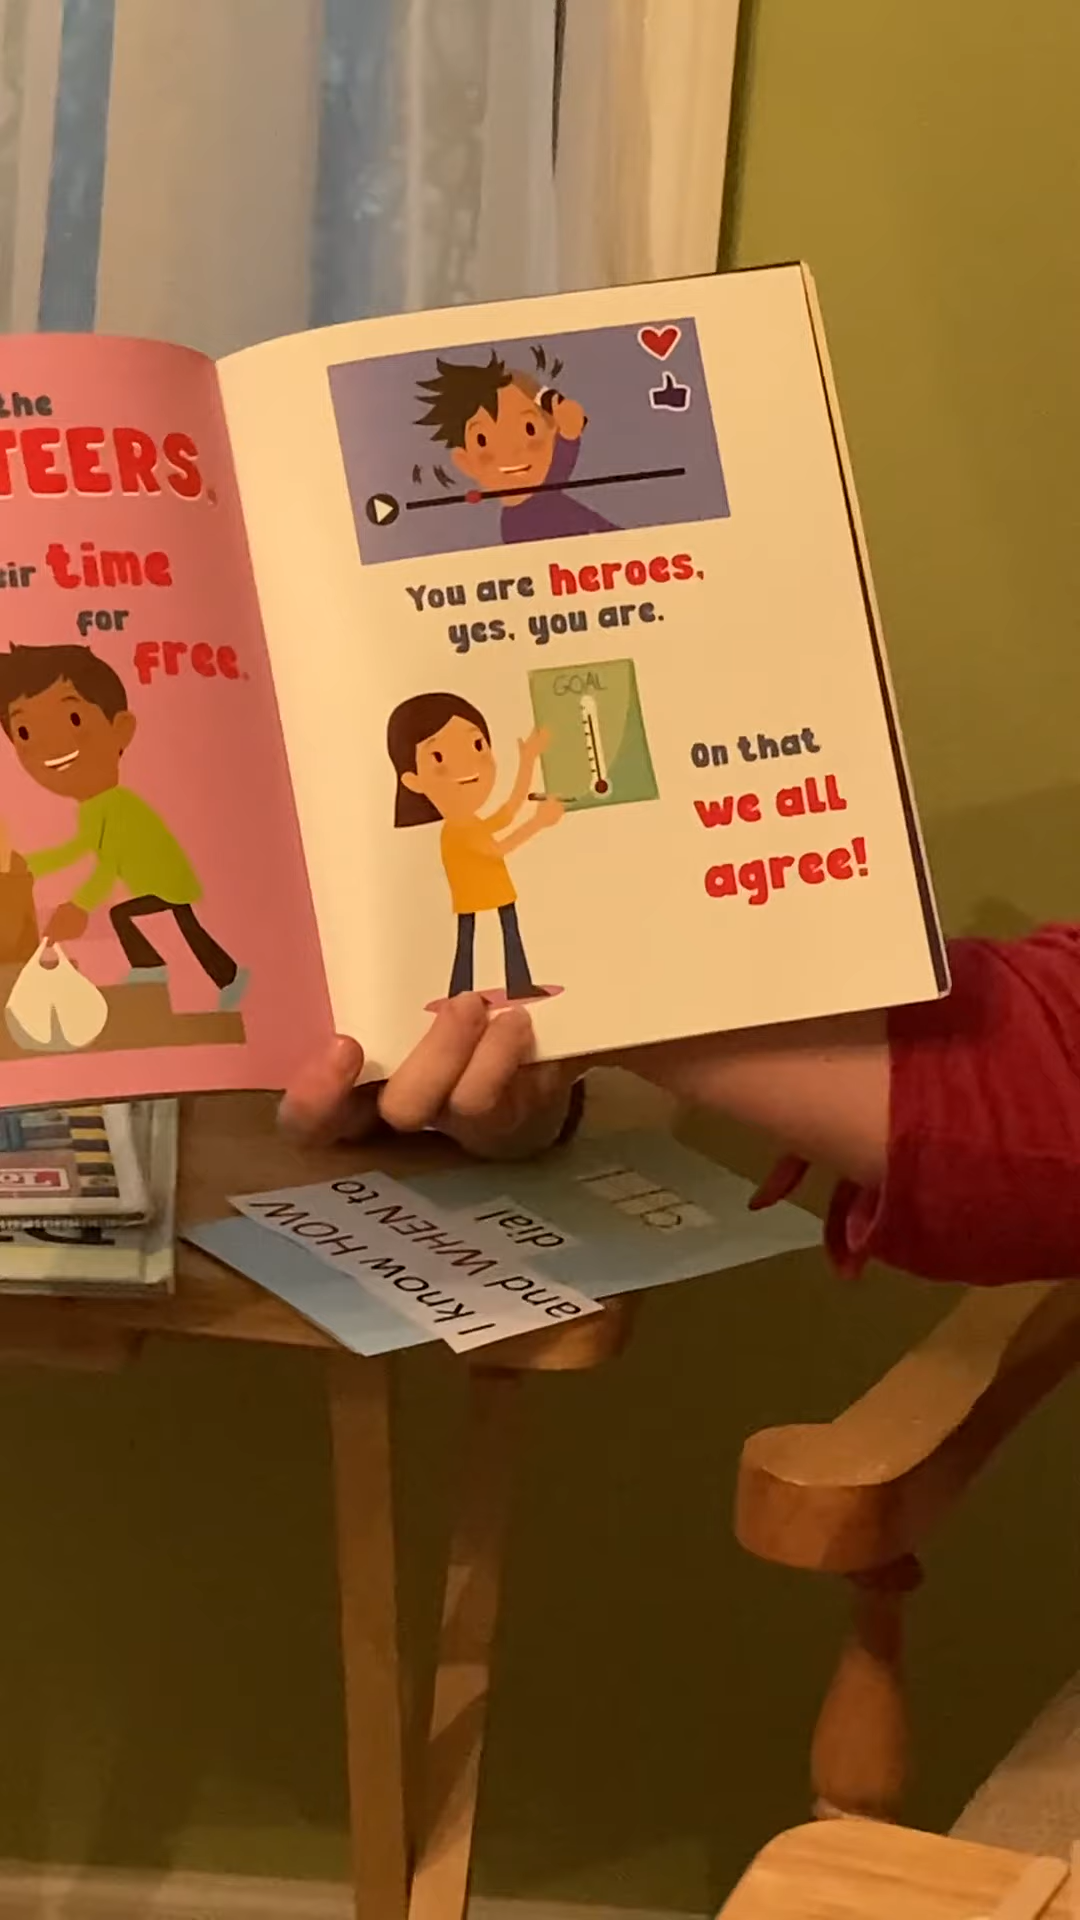 the
TEERS,
time
for
free.
You are heroes,
yes, you are.
GOAL
On that
we all
agree!
I know HOW
and WHEN to
dial
911